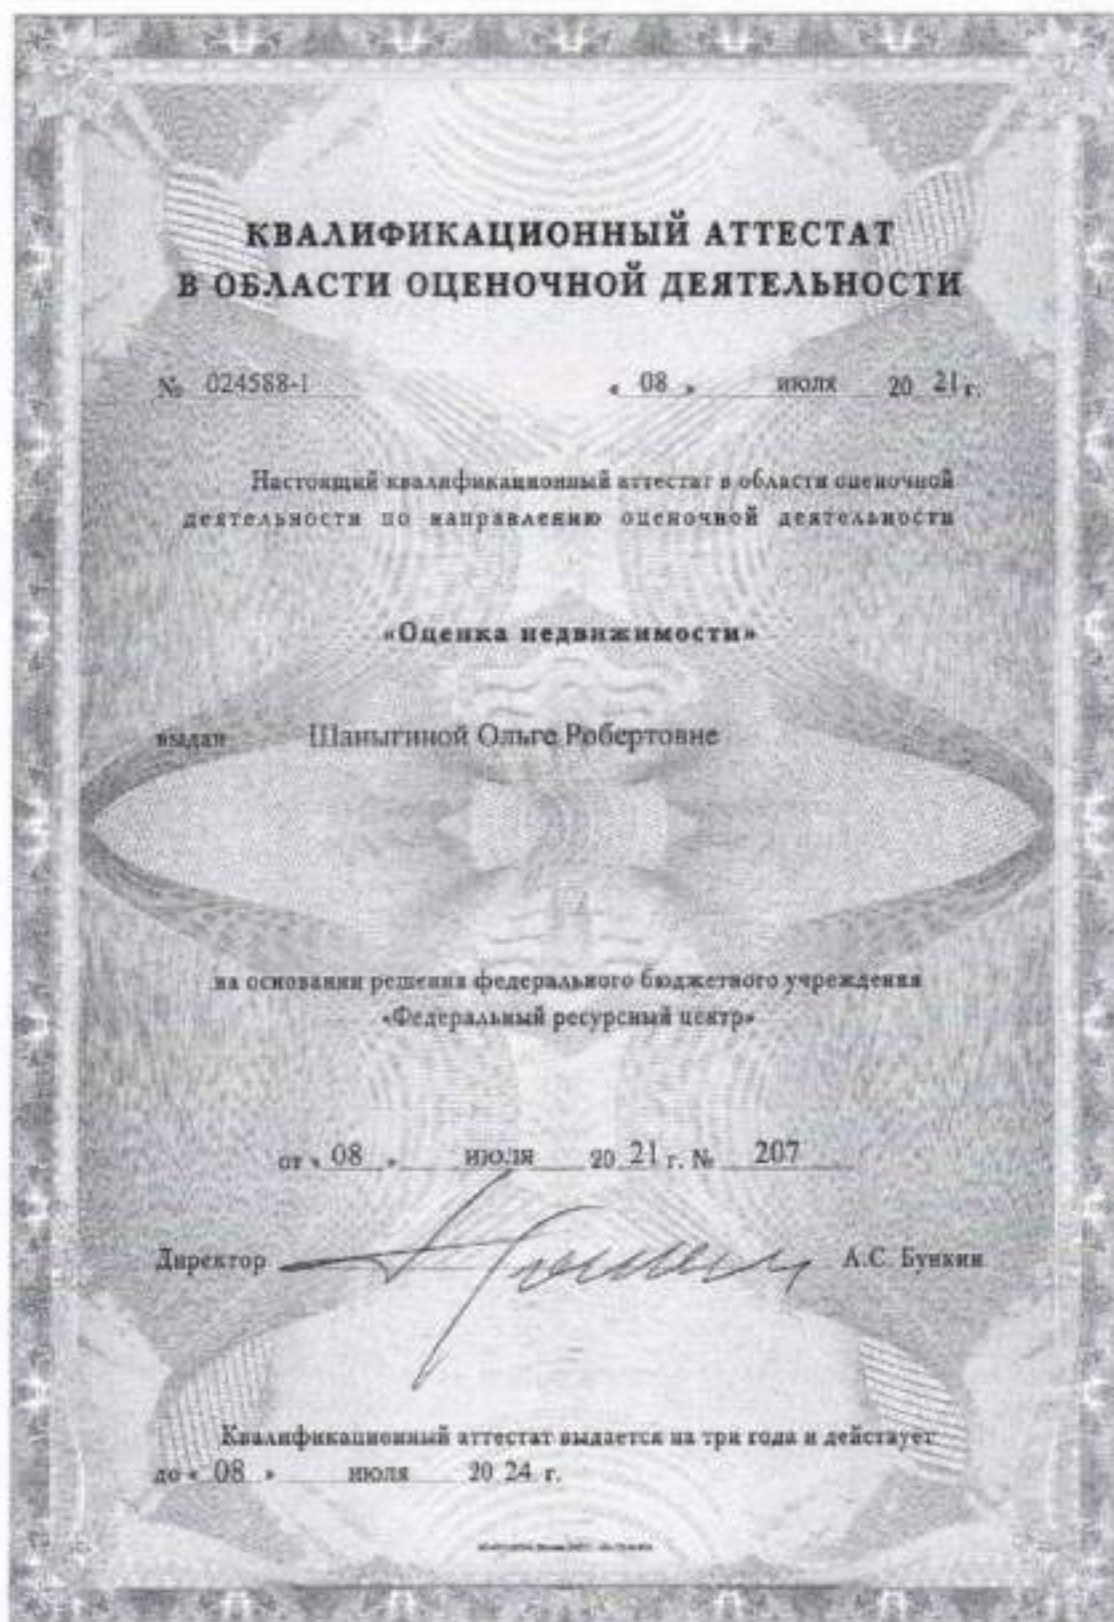 КВАЛИФИКАЦИОННЫЙ АТТЕСТАТ
В ОБЛАСТИ ОЦЕНОЧНОЙ ДЕЯТЕЛЬНОСТИ
№ 024588-1 « 08 » июля 20 21 г.
Настоящий квалификационный аттестат в области оценочной
деятельности по направлению оценочной деятельности
«Оценка недвижимости»
выдан Шаныгиной Ольге Робертовне
на основании решения федерального бюджетного учреждения
«Федеральный ресурсный центр»
от « 08 » июля 20 21 г. № 207
Директор А.С. Бункин
Квалификационный аттестат выдается на три года и действует
до « 08 » июля 20 24 г.